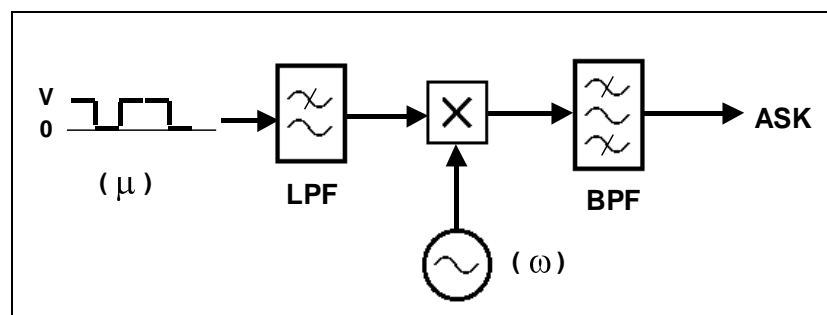 V
0
( μ )
LPF
( ω )
BPF
ASK